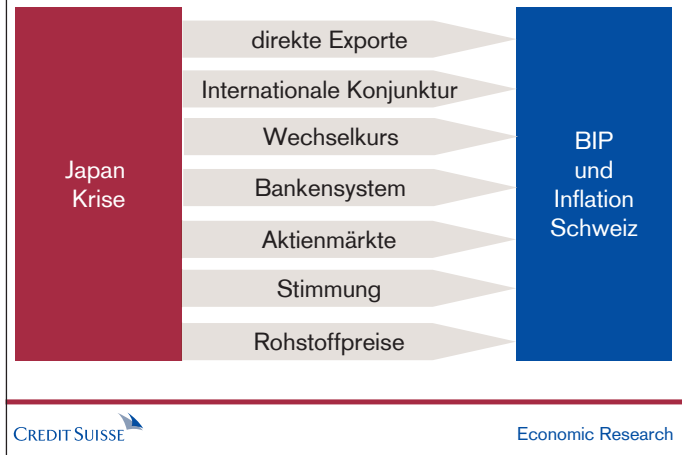 direkte Exporte
Internationale Konjunktur
Wechselkurs
Bankensystem
Aktienmärkte
Stimmung
Rohstoffpreise
Japan
Krise
BIP
und
Inflation
Schweiz
CREDIT SUISSE
Economic Research